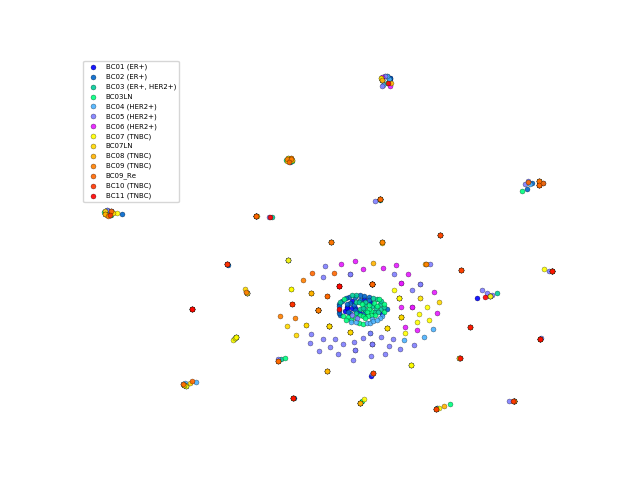 BC01 (ER+)
BC02 (ER+)
BC03 (ER+, HER2+)
BC03LN
BC04 (HER2+)
BC05 (HER2+)
BC06 (HER2+)
BC07 (TNBC)
BC07LN
BC08 (TNBC)
BC09 (TNBC)
BC09_Re
BC10 (TNBC)
BC11 (TNBC)